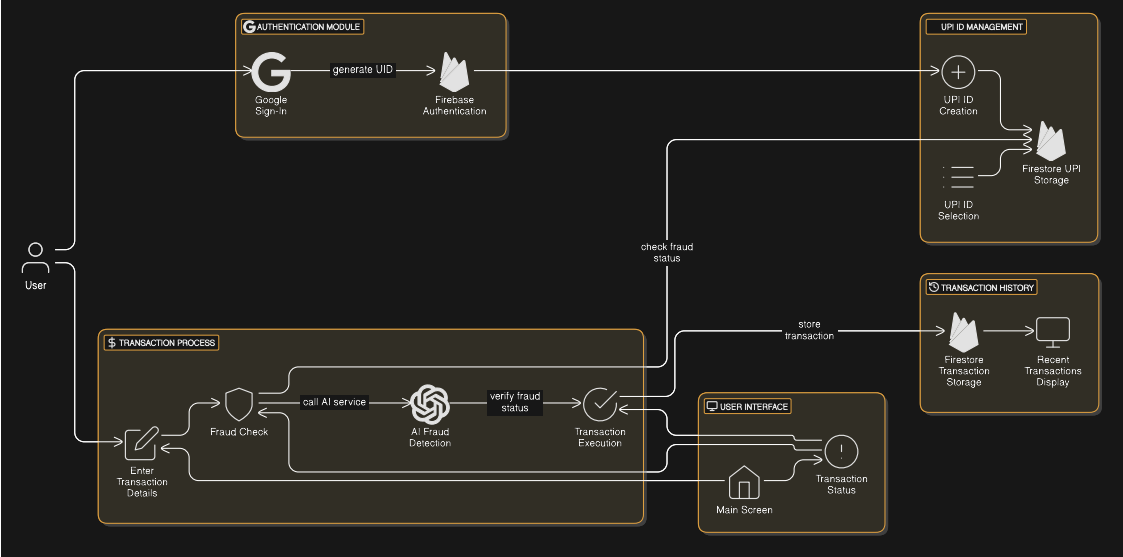 AUTHENTICATION MODULE
Google
Sign-In
generate UID
Firebase
Authentication
UPI ID MANAGEMENT
UPI ID
Creation
Firestore UPI
Storage
UPI ID
Selection
User
check fraud
status
TRANSACTION HISTORY
Firestore
Transaction
Storage
Recent
Transactions
Display
store
transaction
TRANSACTION PROCESS
Fraud Check
call AI service
AI Fraud
Detection
verify fraud
status
Transaction
Execution
Enter
Transaction
Details
USER INTERFACE
Main Screen
Transaction
Status